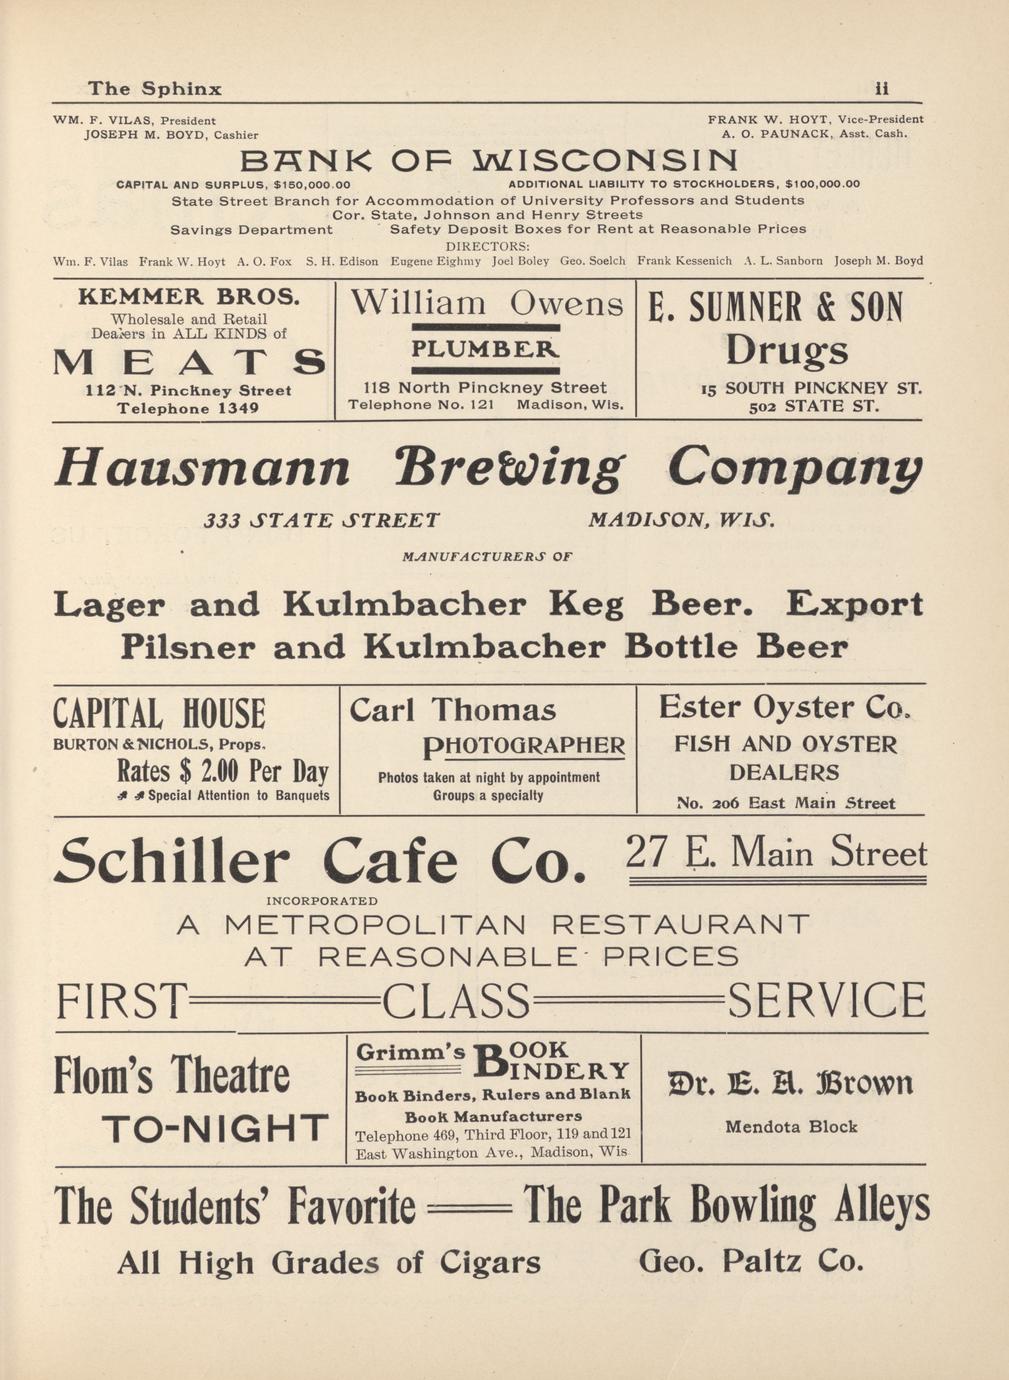 The Sphinx ii
WM. F. VILAS, President FRANK W. HOYT, Vice-President
JOSEPH M. BOYD, Cashier A. O. PAUNACK, Asst. Cash.
BANK OF WISCONSIN
CAPITAL AND SURPLUS, $150,000.00 ADDITIONAL LIABILITY TO STOCKHOLDERS, $100,000.00
State Street Branch for Accommodation of University Professors and Students
Cor. State, Johnson and Henry Streets
Savings Department Safety Deposit Boxes for Rent at Reasonable Prices
DIRECTORS:
Wm. F. Vilas Frank W. Hoyt A. O. Fox S. H. Edison Eugene Eighmy Joel Boley Geo. Soelch Frank Kessenich A. L. Sanborn Joseph M. Boyd
KEMMER BROS.
Wholesale and Retail
Dealers in ALL KINDS of
MEATS
112 N. Pinckney Street
Telephone 1349
William Owens
PLUMBER
118 North Pinckney Street
Telephone No. 121 Madison, Wis.
E. SUMNER & SON
Drugs
15 SOUTH PINCKNEY ST.
502 STATE ST.
Hausmann Brewing Company
333 STATE STREET MADISON, WIS.
MANUFACTURERS OF
Lager and Kulmbacher Keg Beer. Export
Pilsner and Kulmbacher Bottle Beer
CAPITAL HOUSE
BURTON & NICHOLS, Props.
Rates $ 2.00 Per Day
Special Attention to Banquets
Carl Thomas
PHOTOGRAPHER
Photos taken at night by appointment
Groups a specialty
Ester Oyster Co.
FISH AND OYSTER
DEALERS
No. 206 East Main Street
Schiller Cafe Co. 27 E. Main Street
INCORPORATED
A METROPOLITAN RESTAURANT
AT REASONABLE PRICES
FIRST CLASS SERVICE
Flom's Theatre
TO-NIGHT
Grimm's BOOK
BINDERY
Book Binders, Rulers and Blank
Book Manufacturers
Telephone 469, Third Floor, 119 and 121
East Washington Ave., Madison, Wis
Dr. E. A. Brown
Mendota Block
The Students' Favorite The Park Bowling Alleys
All High Grades of Cigars Geo. Paltz Co.